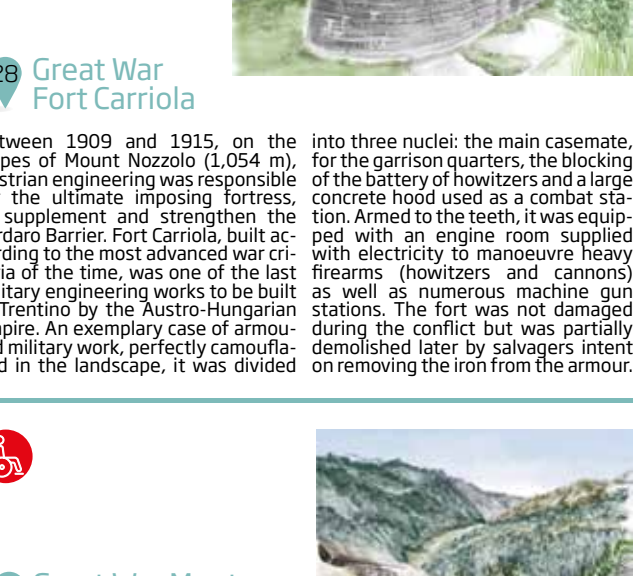 28 Great War
Fort Carriola
tween 1909 and 1915, on the
pes of Mount Nozzolo (1,054 m),
strian engineering was responsible
the ultimate imposing fortress,
supplement and strengthen the
rdaro Barrier. Fort Carriola, built ac-
rding to the most advanced war cri-
ria of the time, was one of the last
litary engineering works to be built
Trentino by the Austro-Hungarian
pire. An exemplary case of armou-
d military work, perfectly camoufla-
d in the landscape, it was divided
into three nuclei: the main casemate,
for the garrison quarters, the blocking
of the battery of howitzers and a large
concrete hood used as a combat sta-
tion. Armed to the teeth, it was equip-
ped with an engine room supplied
with electricity to manoeuvre heavy
firearms (howitzers and cannons)
as well as numerous machine gun
stations. The fort was not damaged
during the conflict but was partially
demolished later by salvagers intent
on removing the iron from the armour.
Great War